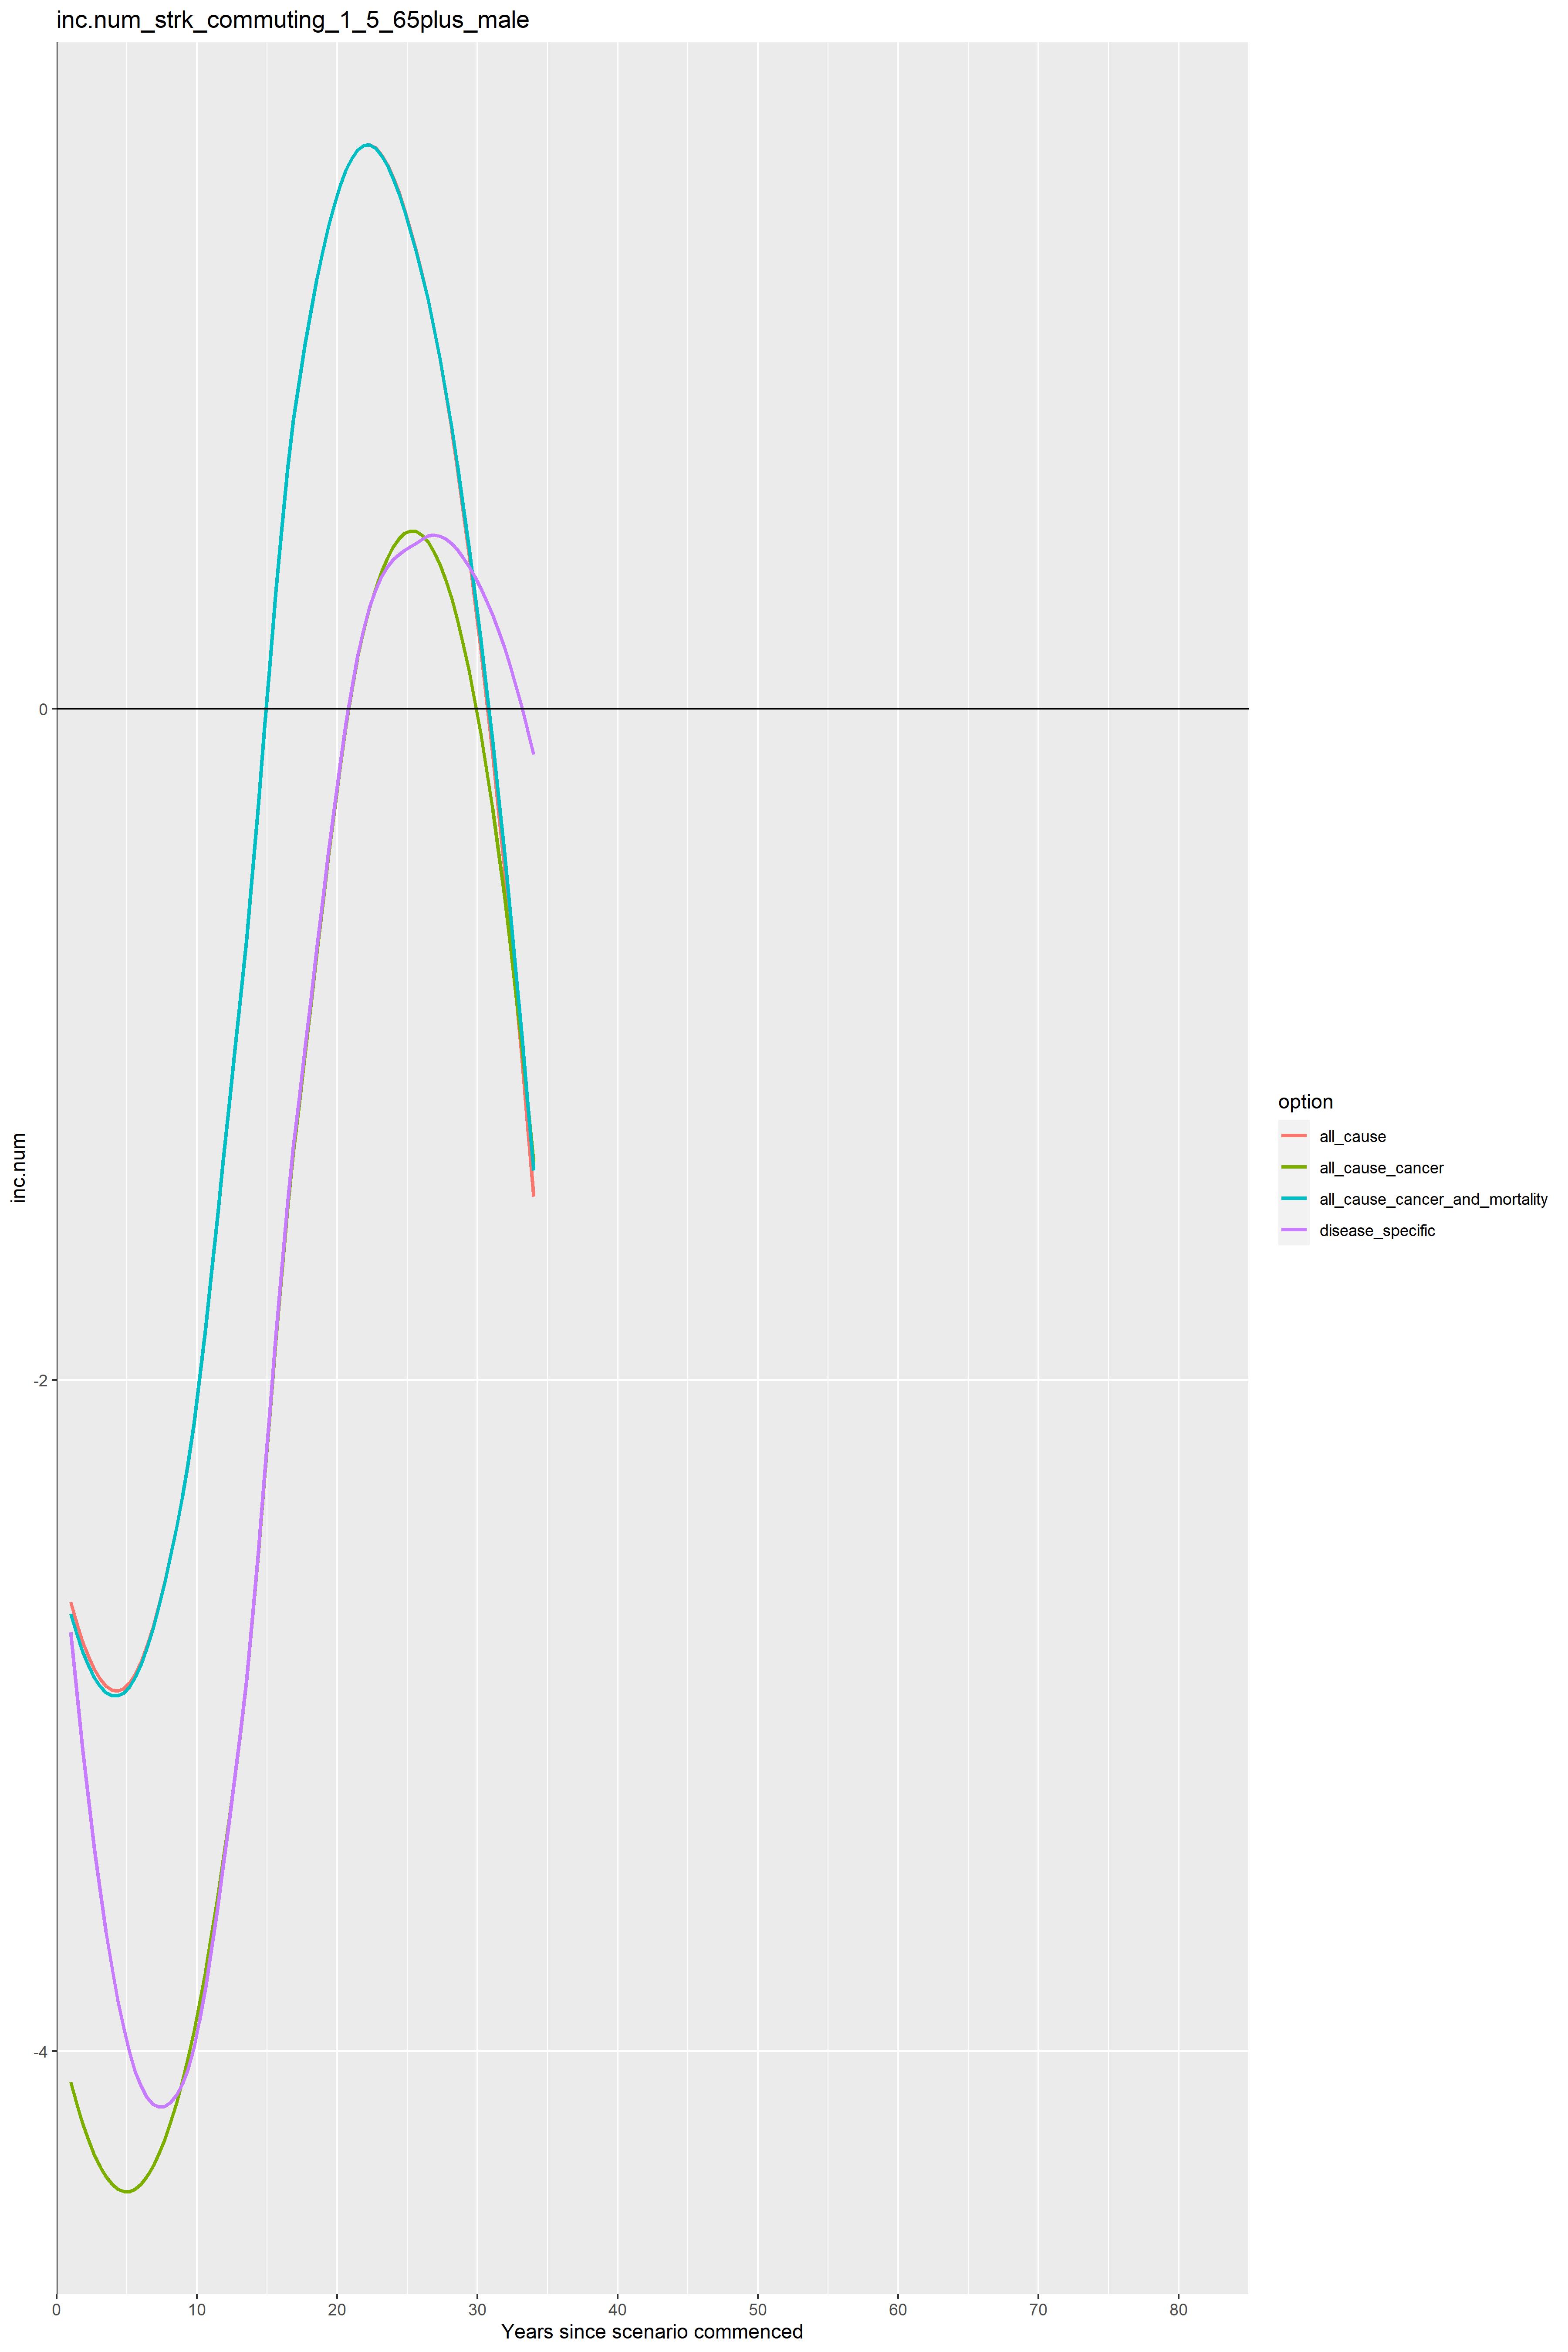 inc.num_strk_commuting_1_5_65plus_male
inc.num
0
-2
-4
0 10 20 30 40 50 60 70 80
Years since scenario commenced
option
all_cause
all_cause_cancer
all_cause_cancer_and_mortality
disease_specific